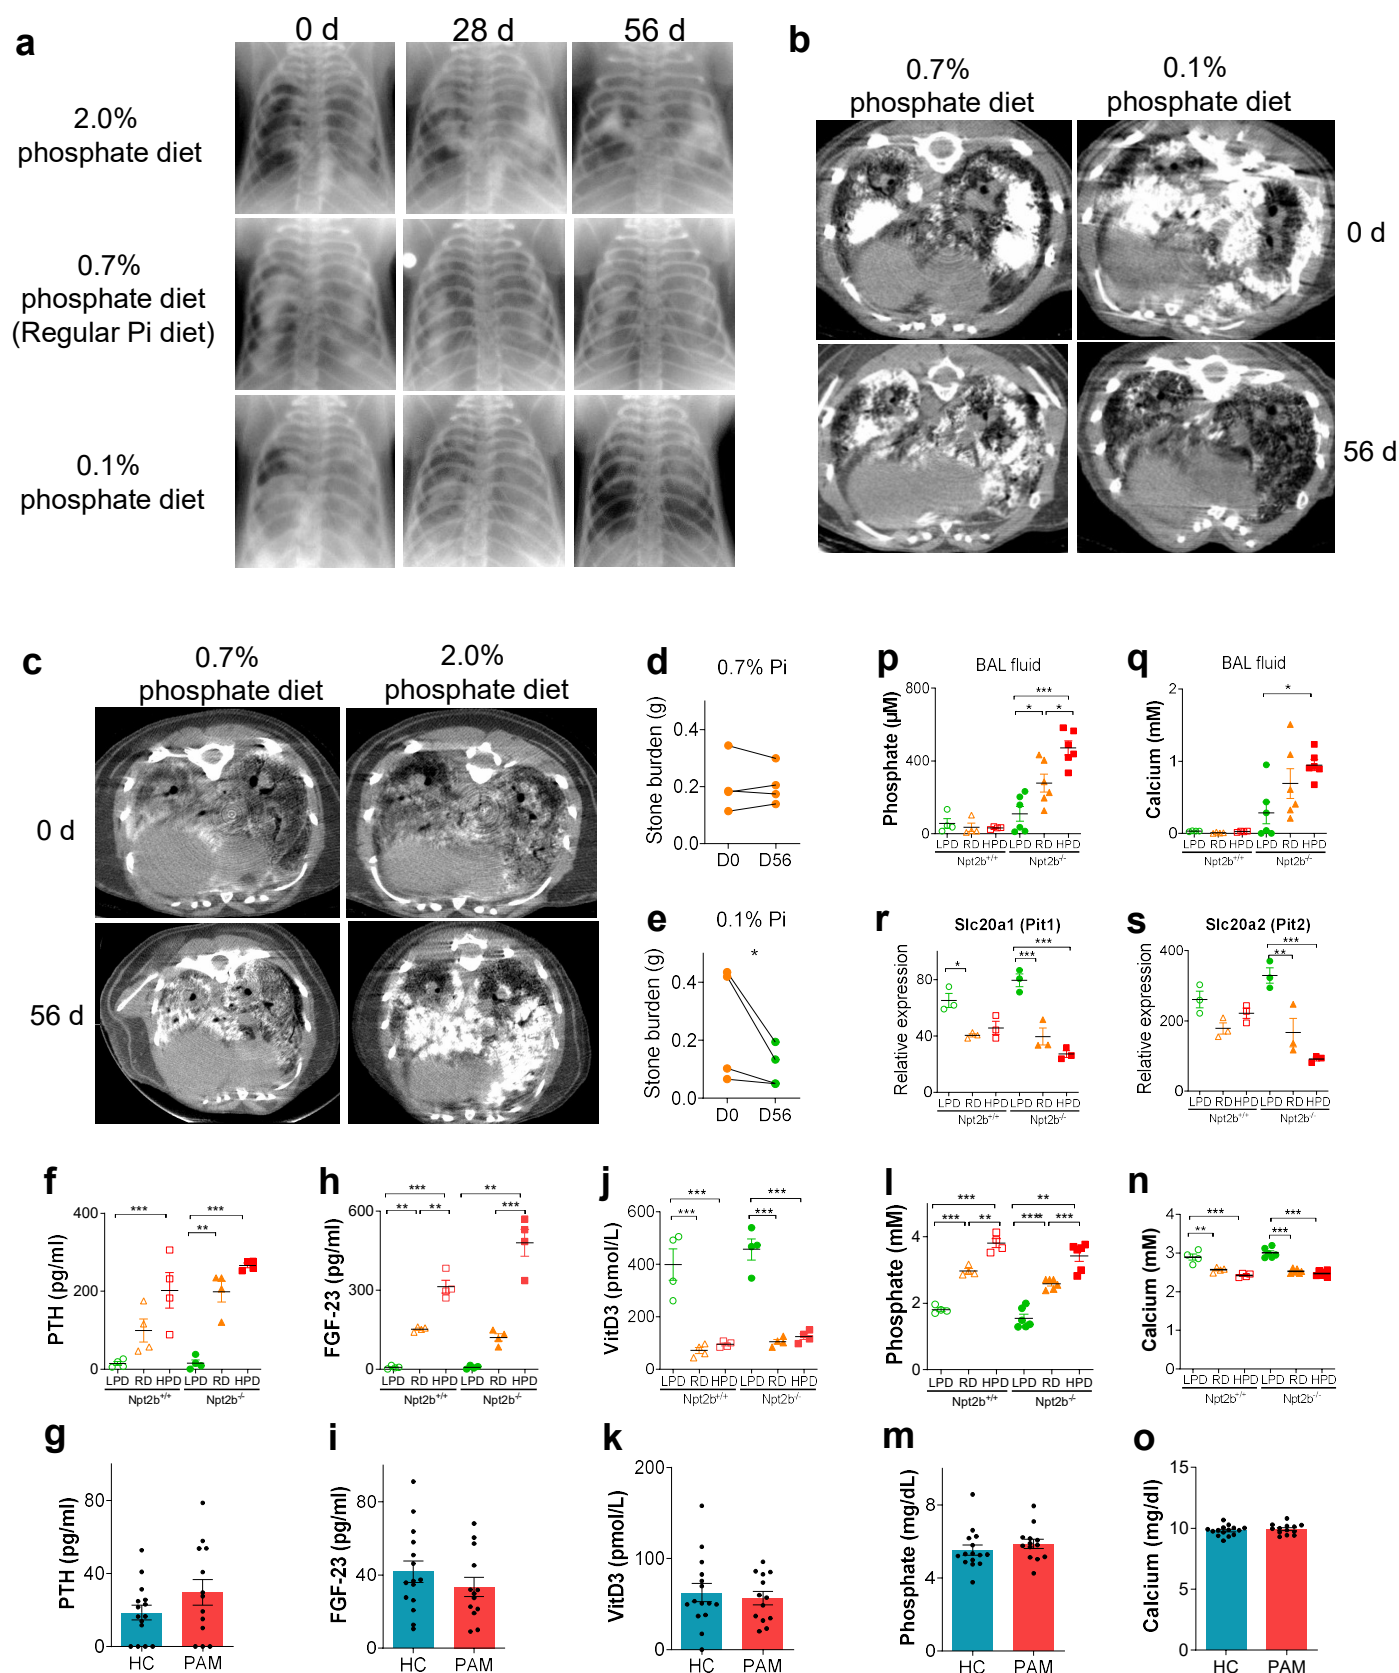 a
0 d
28 d
56 d
2.0%
phosphate diet
0.7%
phosphate diet
(Regular Pi diet)
0.1%
phosphate diet
b
0.7%
phosphate diet
0.1%
phosphate diet
0 d
56 d
c
0.7%
phosphate diet
2.0%
phosphate diet
0 d
56 d
d
0.7% Pi
Stone burden (g)
0.4
0.2
0.0
D0 D56
e
0.1% Pi
*
Stone burden (g)
0.4
0.2
0.0
D0 D56
p
BAL fluid
Phosphate (µM)
800
400
0
***
* *
LPD RD HPD LPD RD HPD
Npt2b+/+ Npt2b-/-
q
BAL fluid
Calcium (mM)
2
1
0
*
LPD RD HPD LPD RD HPD
Npt2b+/+ Npt2b-/-
r
Slc20a1 (Pit1)
Relative expression
80
40
0
*
***
***
LPD RD HPD LPD RD HPD
Npt2b+/+ Npt2b-/-
s
Slc20a2 (Pit2)
Relative expression
400
200
0
***
**
LPD RD HPD LPD RD HPD
Npt2b+/+ Npt2b-/-
f
PTH (pg/ml)
400
200
0
*** ***
**
LPD RD HPD LPD RD HPD
Npt2b+/+ Npt2b-/-
h
FGF-23 (pg/ml)
600
300
0
*** **
** ** ***
LPD RD HPD LPD RD HPD
Npt2b+/+ Npt2b-/-
j
VitD3 (pmol/L)
600
400
200
0
*** ***
*** ***
LPD RD HPD LPD RD HPD
Npt2b+/+ Npt2b-/-
l
Phosphate (mM)
4
2
0
*** **
*** ** *** ***
LPD RD HPD LPD RD HPD
Npt2b+/+ Npt2b-/-
n
Calcium (mM)
4
3
2
1
0
*** ***
** ***
LPD RD HPD LPD RD HPD
Npt2b+/+ Npt2b-/-
g
PTH (pg/ml)
80
40
0
HC PAM
i
FGF-23 (pg/ml)
80
40
0
HC PAM
k
VitD3 (pmol/L)
200
100
0
HC PAM
m
Phosphate (mg/dL)
8
4
0
HC PAM
o
Calcium (mg/dl)
15
10
5
0
HC PAM